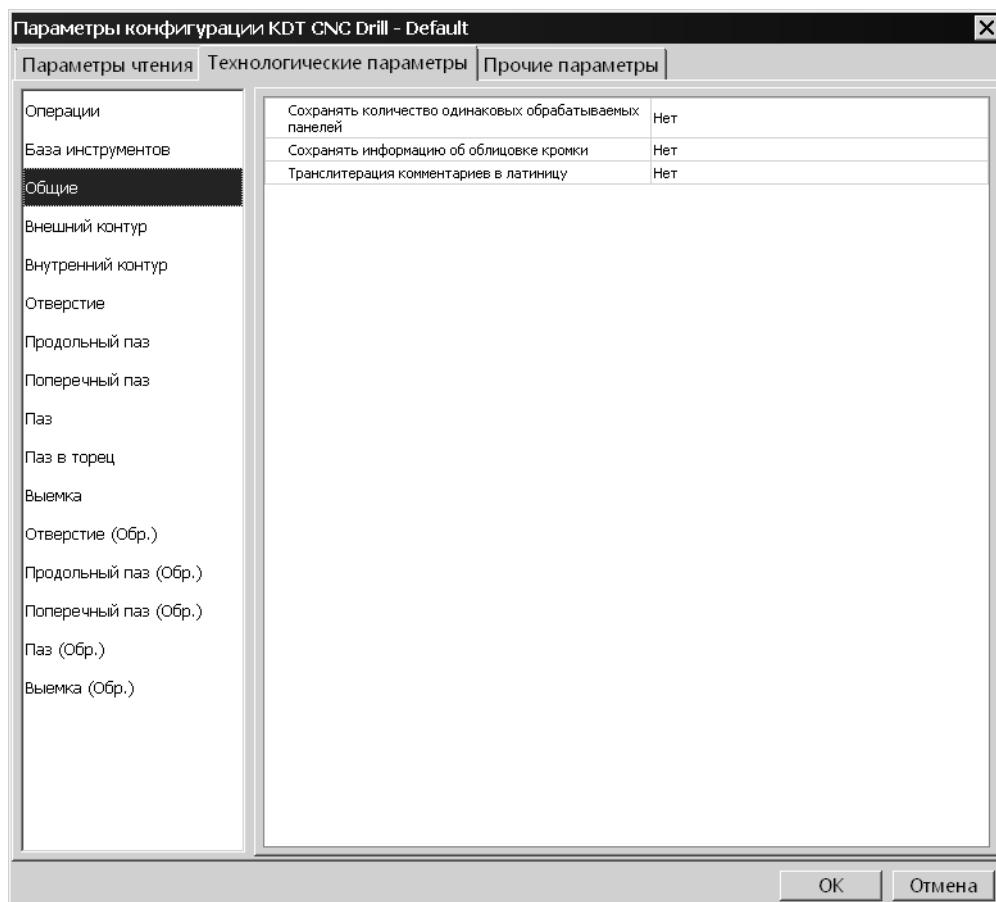 Параметры конфигурации KDT CNC Drill - Default
Параметры чтения Технологические параметры Прочие параметры
Операции
База инструментов
Общие
Внешний контур
Внутренний контур
Отверстие
Продольный паз
Поперечный паз
Паз
Паз в торец
Выемка
Отверстие (Обр.)
Продольный паз (Обр.)
Поперечный паз (Обр.)
Паз (Обр.)
Выемка (Обр.)
Сохранять количество одинаковых обрабатываемых
панелей
Нет
Сохранять информацию об облицовке кромки Нет
Транслитерация комментариев в латиницу Нет
OK Отмена